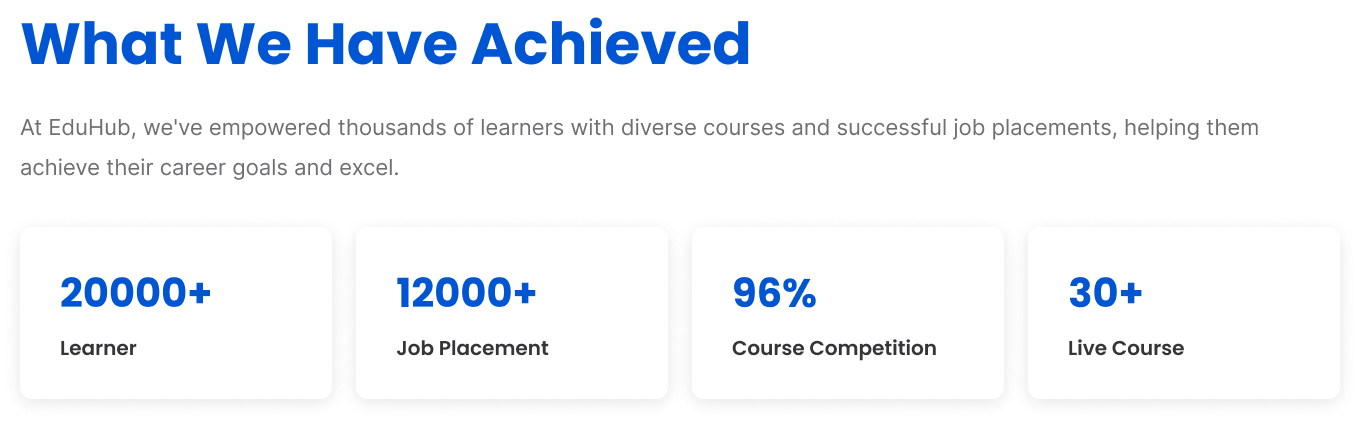 What We Have Achieved
At EduHub, we've empowered thousands of learners with diverse courses and successful job placements, helping them
achieve their career goals and excel.
20000+
Learner
12000+
Job Placement
96%
Course Competition
30+
Live Course